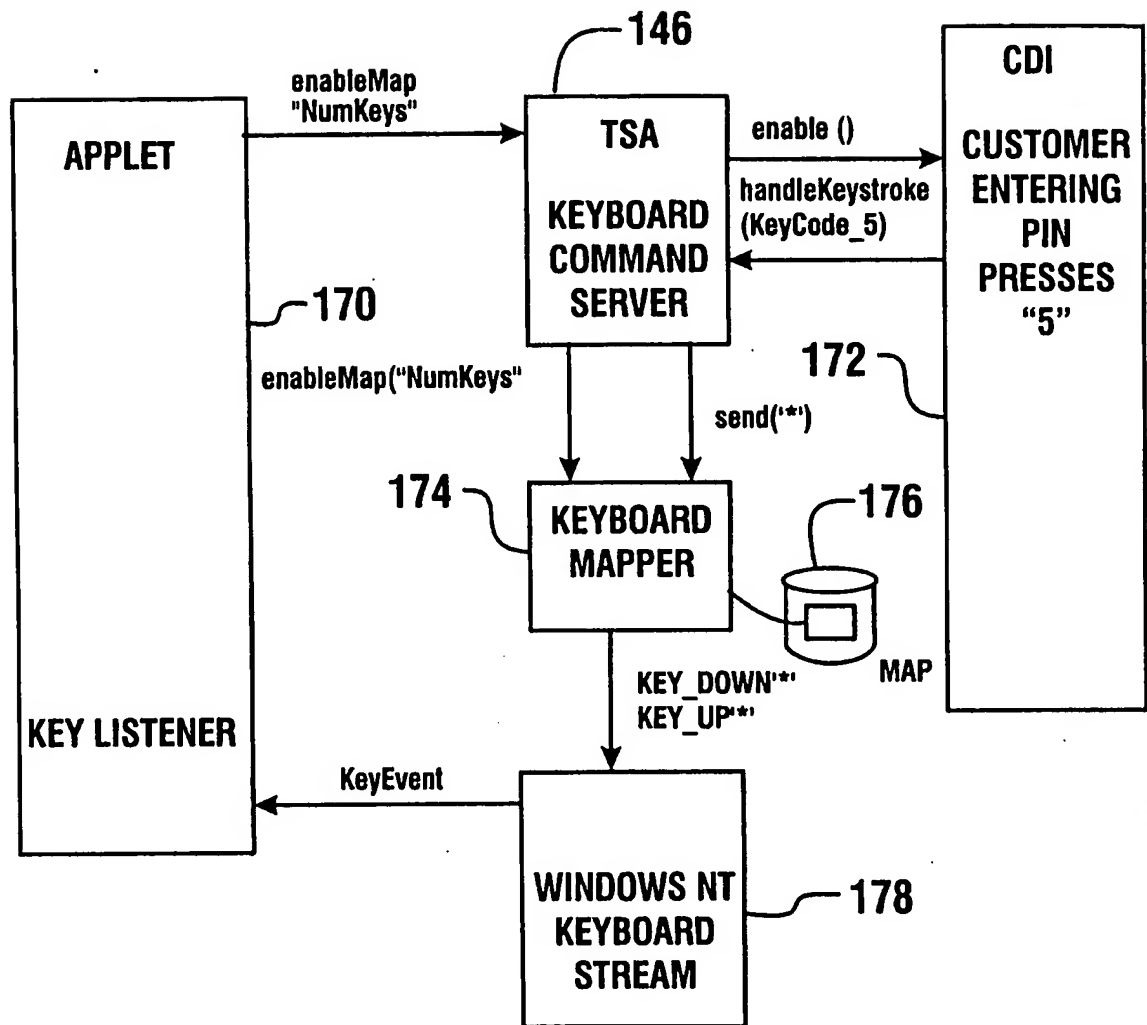 146
enableMap
"NumKeys"
APPLET
TSA
KEYBOARD
COMMAND
SERVER
enable ()
handleKeystroke
(KeyCode_5)
CDI
CUSTOMER
ENTERING
PIN
PRESSES
"5"
170
172
enableMap("NumKeys"
send('*')
174
KEYBOARD
MAPPER
176
MAP
KEY_DOWN'*'
KEY_UP'*'
KEY LISTENER
KeyEvent
WINDOWS NT
KEYBOARD
STREAM
178